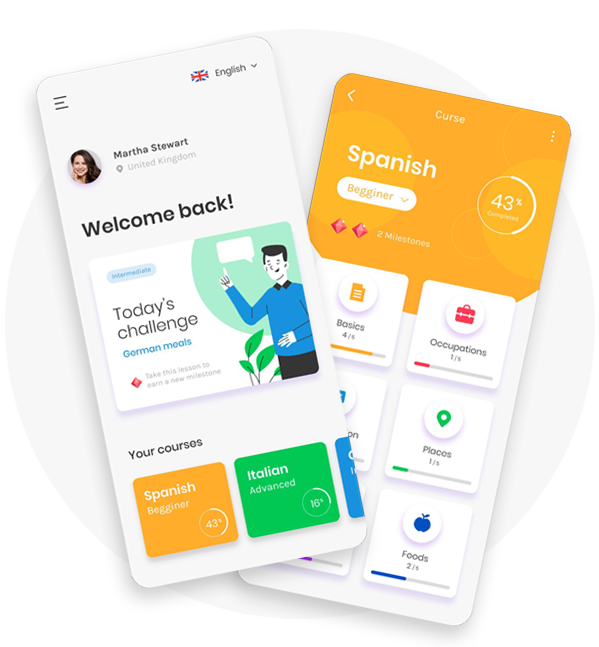 English
Martha Stewart
United Kingdom
Welcome back!
Intermediate
Today's
challenge
German meals
Take this lesson to
earn a new milestone
Your courses
Spanish
Begginer
43%
Italian
Advanced
16%
Curse
Spanish
Begginer
43%
Completed
2 Milestones
Basics
4/5
Occupations
1/5
on
Places
1/5
Foods
2/5